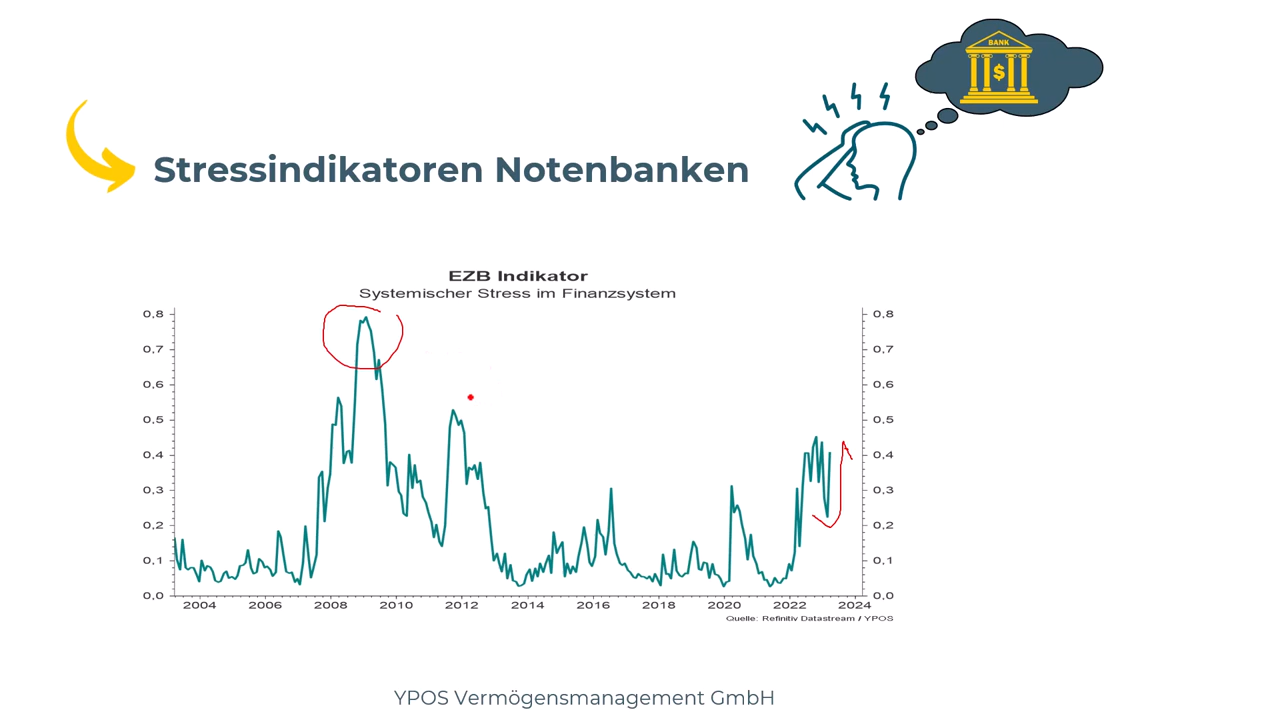 BANK
$
Stressindikatoren Notenbanken
EZB Indikator
Systemischer Stress im Finanzsystem
0,8 0,8
0,7 0,7
0,6 0,6
0,5 0,5
0,4 0,4
0,3 0,3
0,2 0,2
0,1 0,1
0,0 0,0
2004 2006 2008 2010 2012 2014 2016 2018 2020 2022 2024
Quelle: Refinitiv Datastream / YPOS
YPOS Vermögensmanagement GmbH